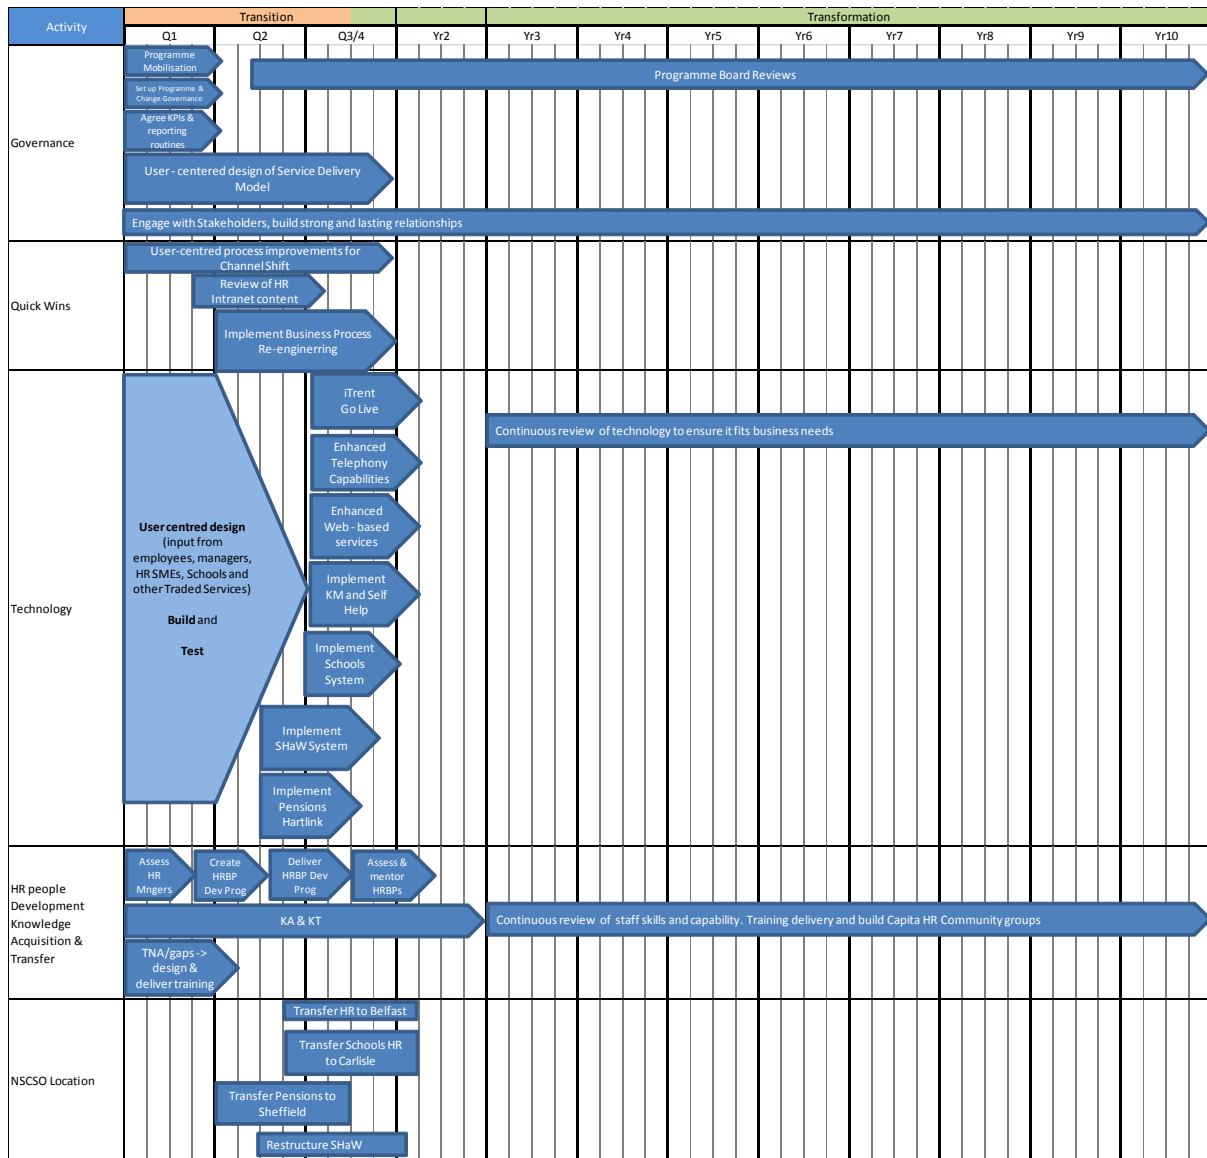 Activity
Transition
Transformation
Q1
Q2
Q3/4
Yr2
Yr3
Yr4
Yr5
Yr6
Yr7
Yr8
Yr9
Yr10
Governance
Programme
Mobilisation
Programme Board Reviews
Set up Programme &
Change Governance
Agree KPIs &
reporting
routines
User - centered design of Service Delivery
Model
Engage with Stakeholders, build strong and lasting relationships
Quick Wins
User-centred process improvements for
Channel Shift
Review of HR
Intranet content
Implement Business Process
Re-enginerring
Technology
User centred design
(input from
employees, managers,
HR SMEs, Schools and
other Traded Services)
Build and
Test
iTrent
Go Live
Continuous review of technology to ensure it fits business needs
Enhanced
Telephony
Capabilities
Enhanced
Web - based
services
Implement
KM and Self
Help
Implement
Schools
System
Implement
SHaW System
Implement
Pensions
Hartlink
HR people
Development
Knowledge
Acquisition &
Transfer
Assess
HR
Mngers
Create
HRBP
Dev Prog
Deliver
HRBP Dev
Prog
Assess &
mentor
HRBPs
KA & KT
Continuous review of staff skills and capability. Training delivery and build Capita HR Community groups
TNA/gaps ->
design &
deliver training
NSCSO Location
Transfer HR to Belfast
Transfer Schools HR
to Carlisle
Transfer Pensions to
Sheffield
Restructure SHaW